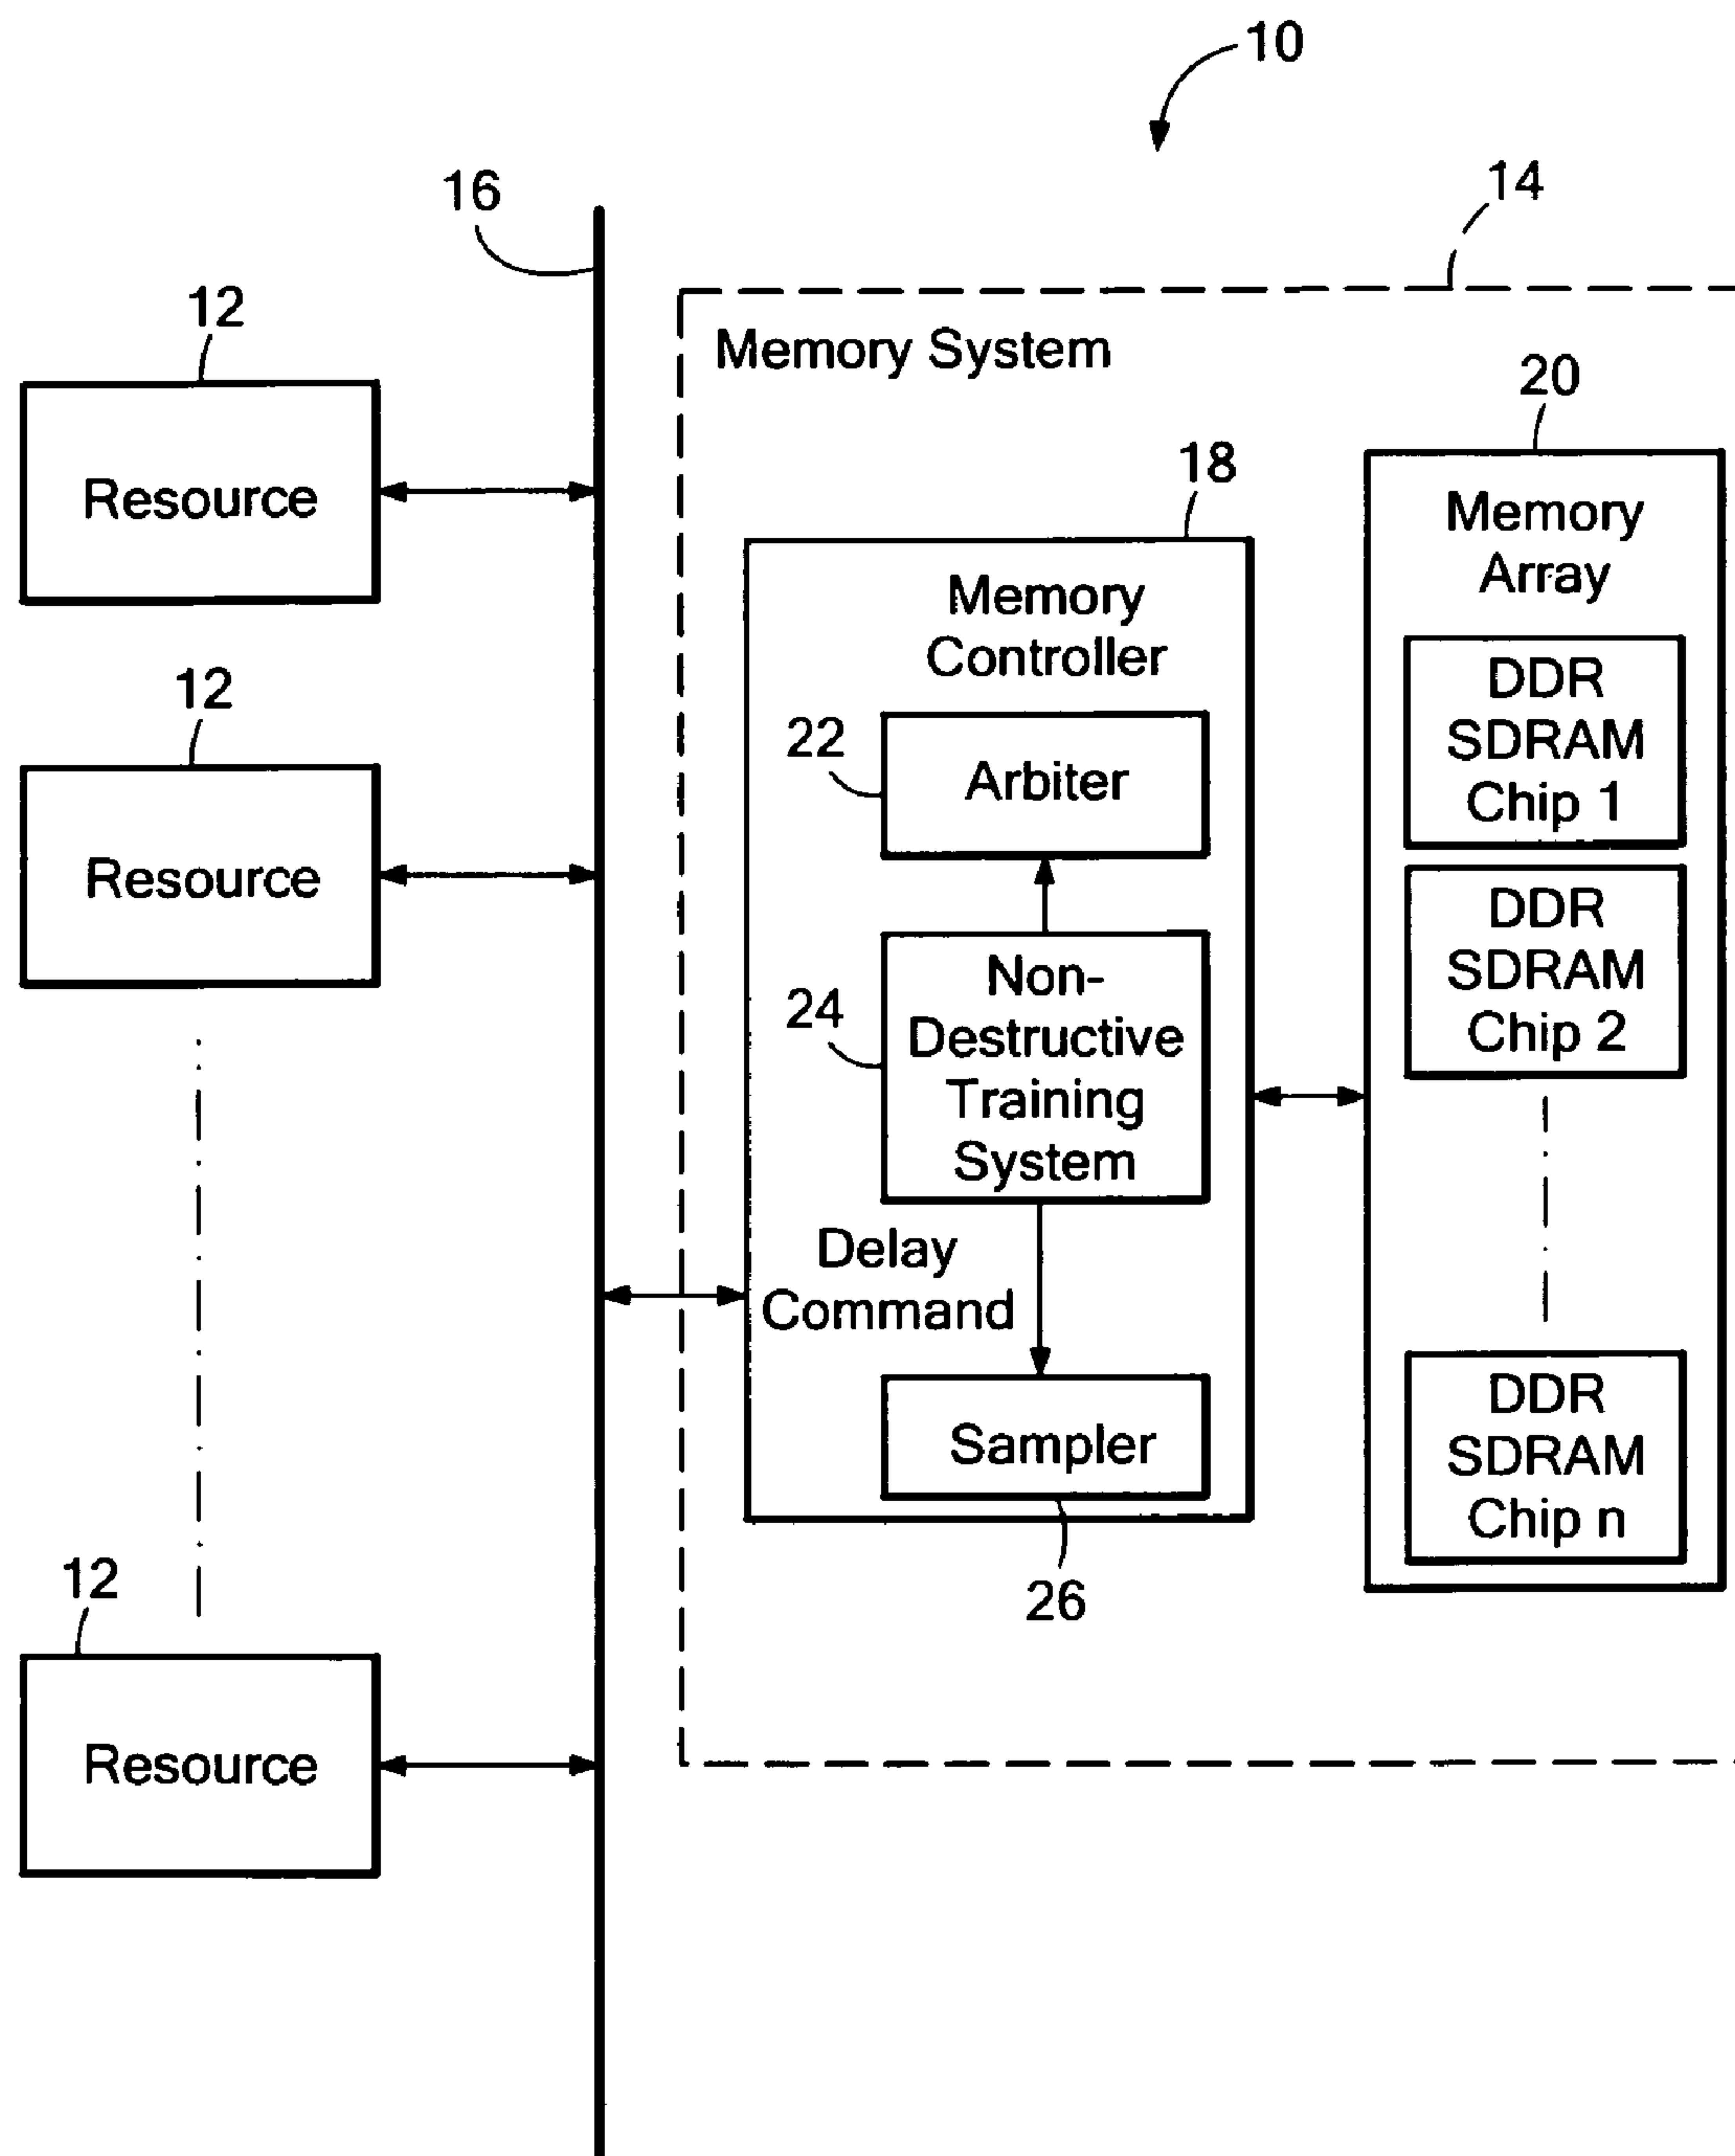 10
16
14
12
Memory System
20
Resource
18
Memory
Array
Memory
Controller
DDR
SDRAM
Chip 1
12
22
Arbiter
Resource
DDR
SDRAM
Chip 2
24
Non-
Destructive
Training
System
Delay
Command
DDR
SDRAM
Chip n
Sampler
12
26
Resource